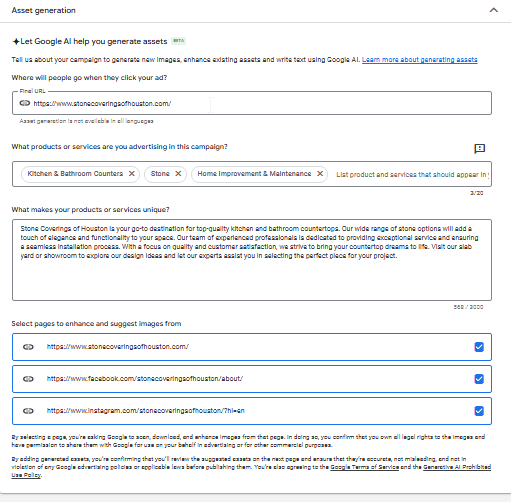 Asset generation
Let Google AI help you generate assets BETA
Tell us about your campaign to generate new images, enhance existing assets and write text using Google AI. Learn more about generating assets
Where will people go when they click your ad?
Final URL
https://www.stonecoveringsofhouston.com/
Asset generation is not available in all languages
What products or services are you advertising in this campaign?
Kitchen & Bathroom Counters Stone Home Improvement & Maintenance List product and services that should appear in y
3/20
What makes your products or services unique?
Stone Coverings of Houston is your go-to destination for top-quality kitchen and bathroom countertops. Our wide range of stone options will add a
touch of elegance and functionality to your space. Our team of experienced professionals is dedicated to providing exceptional service and ensuring
a seamless installation process. With a focus on quality and customer satisfaction, we strive to bring your countertop dreams to life. Visit our slab
yard or showroom to explore our design ideas and let our experts assist you in selecting the perfect piece for your project.
568 / 3000
Select pages to enhance and suggest images from
https://www.stonecoveringsofhouston.com/
https://www.facebook.com/stonecoveringsofhouston/about/
https://www.instagram.com/stonecoveringsofhouston/?hl=en
By selecting a page, you're asking Google to scan, download, and enhance images from that page. In doing so, you confirm that you own all legal rights to the images and
have permission to share them with Google for use on your behalf in advertising or for other commercial purposes.
By adding generated assets, you're confirming that you'll review the suggested assets on the next page and ensure that they're accurate, not misleading, and not in
violation of any Google advertising policies or applicable laws before publishing them. You're also agreeing to the Google Terms of Service and the Generative AI Prohibited
Use Policy.